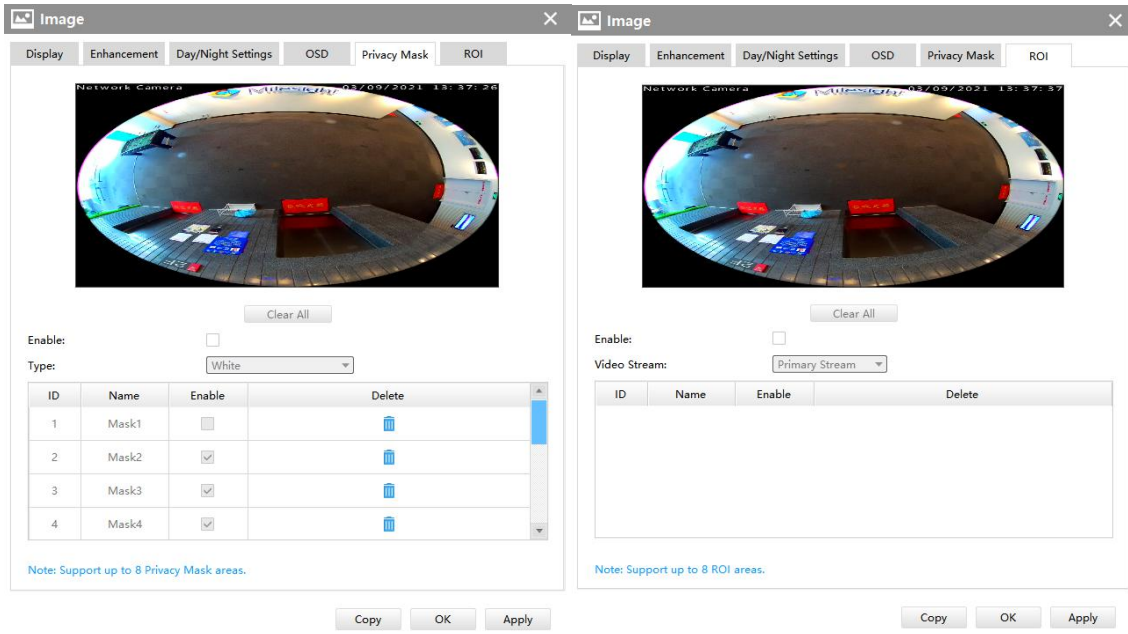 Image
Display Enhancement Day/Night Settings OSD Privacy Mask ROI
Network Camera 03/09/2021 13:37:26
Clear All
Enable:
Type: White
ID Name Enable Delete
1 Mask1
2 Mask2
3 Mask3
4 Mask4
Note: Support up to 8 Privacy Mask areas.
Copy OK Apply
Image
Display Enhancement Day/Night Settings OSD Privacy Mask ROI
Network Camera 03/09/2021 13:37:37
Clear All
Enable:
Video Stream: Primary Stream
ID Name Enable Delete
Note: Support up to 8 ROI areas.
Copy OK Apply